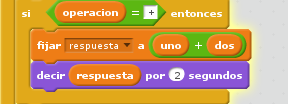 si operacion = + entonces
fijar respuesta a uno + dos
decir respuesta por 2 segundos